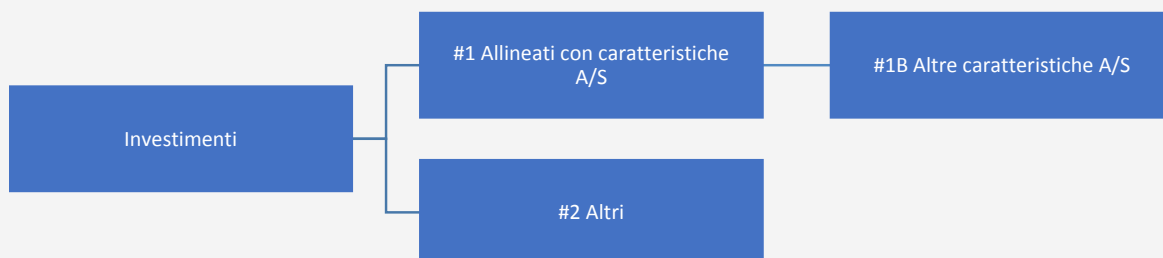 #1 Allineati con caratteristiche
A/S
#1B Altre caratteristiche A/S
Investimenti
#2 Altri